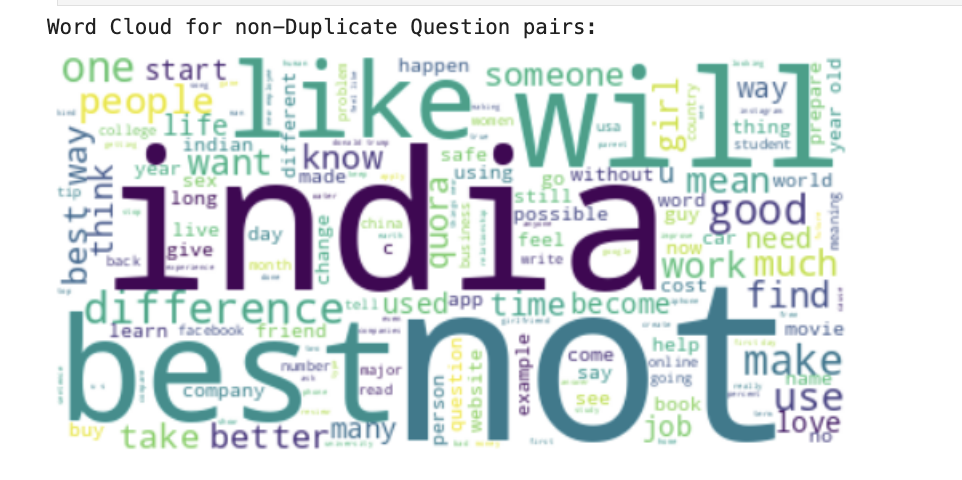 Word Cloud for non-Duplicate Question pairs:
one start like happen someone will way
people different problem girl country prepare year old
college life usa thing
indian want know safe women student
year made using go without u mean world
best way think sex still
tip long quora possible word guy good meaning
live day change china business feel now car need
back give c write work much
experience month cost
difference tell used app time become find
india
learn facebook friend girlfriend movie
best not
number companies come help make
company major say online name
read person question website example see going use
book love
buy take better many job no
university first